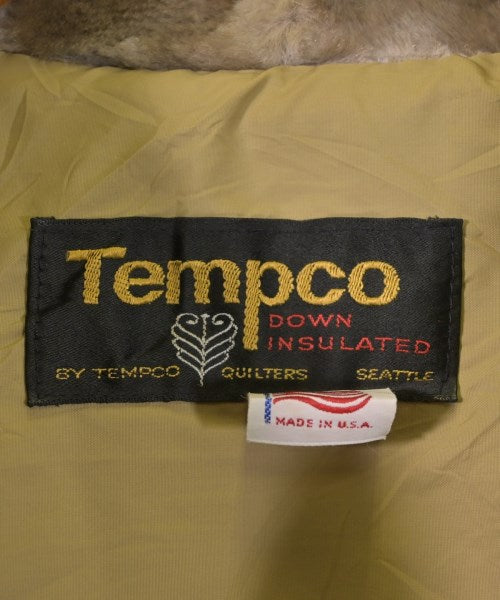 Tempco
DOWN
INSULATED
BY TEMPCO QUILTERS SEATTLE
MADE IN U.S.A.